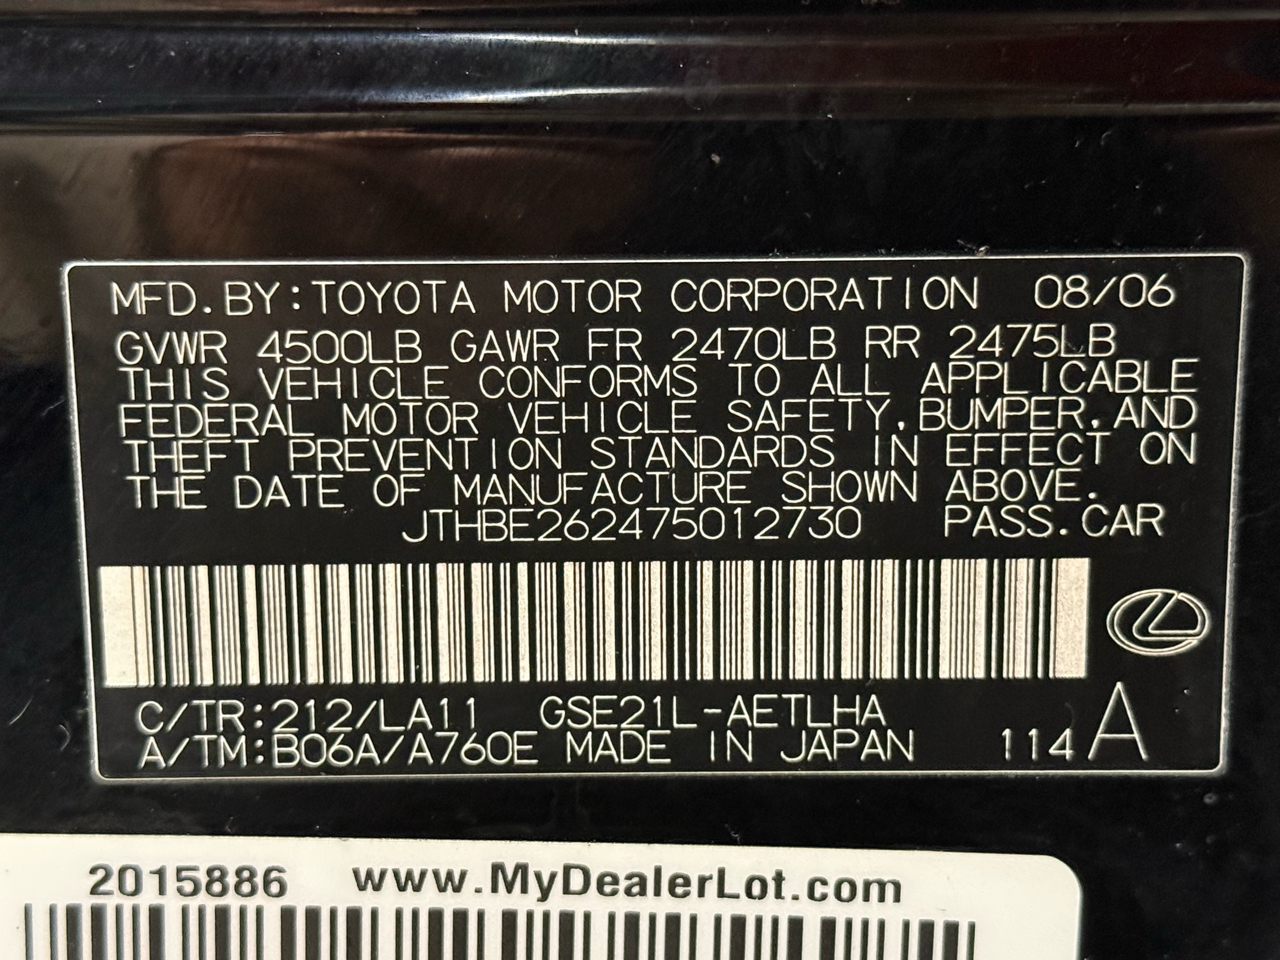 MFD.BY:TOYOTA MOTOR CORPORATION 08/06
GVWR 4500LB GAWR FR 2470LB RR 2475LB
THIS VEHICLE CONFORMS TO ALL APPLICABLE
FEDERAL MOTOR VEHICLE SAFETY,BUMPER,AND
THEFT PREVENTION STANDARDS IN EFFECT ON
THE DATE OF MANUFACTURE SHOWN ABOVE.
JTHBE262475012730 PASS.CAR
C/TR:212/LA11 GSE21L-AETLHA
A/TM:B06A/A760E MADE IN JAPAN 114 A
2015886 www.MyDealerLot.com